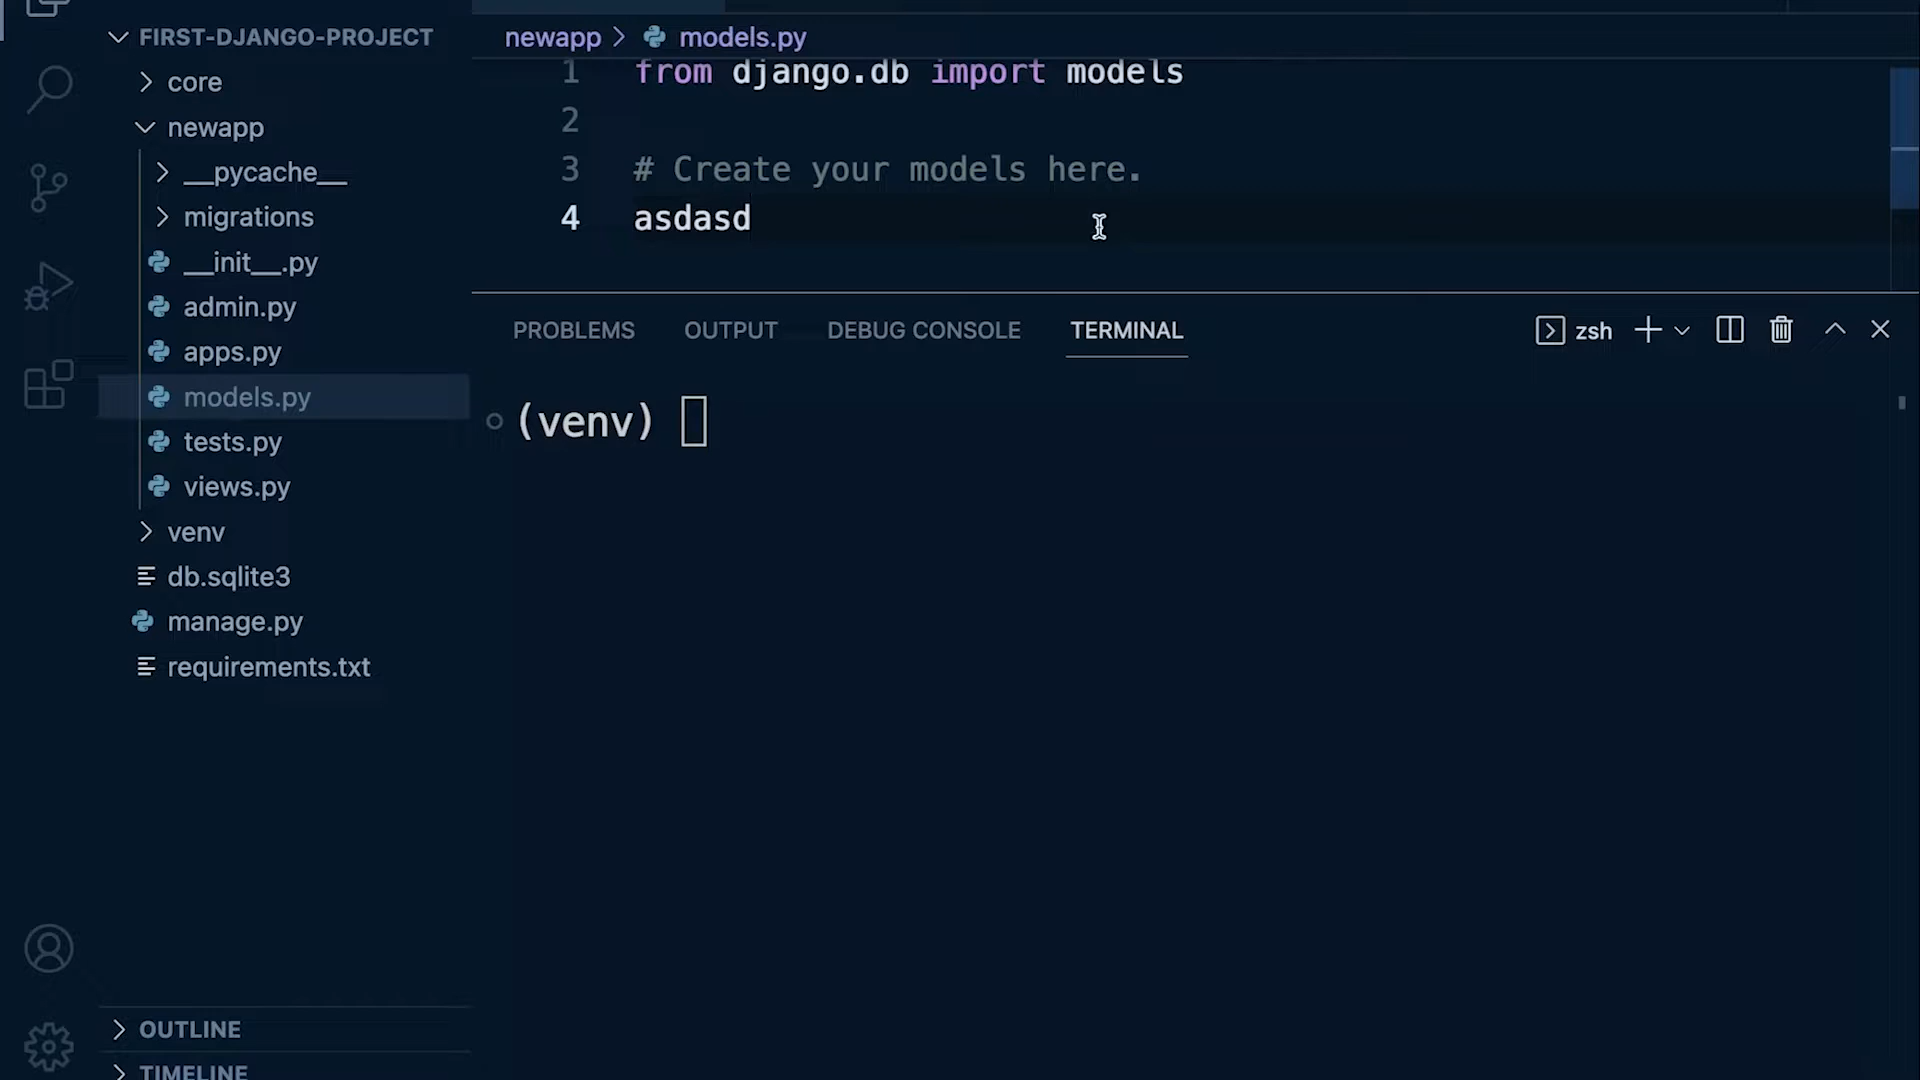 FIRST-DJANGO-PROJECT
core
newapp
__pycache__
migrations
__init__.py
admin.py
apps.py
models.py
tests.py
views.py
venv
db.sqlite3
manage.py
requirements.txt
OUTLINE
TIMELINE
newapp > models.py
1 from django.db import models
2
3 # Create your models here.
4 asdasd
PROBLEMS OUTPUT DEBUG CONSOLE TERMINAL zsh
(venv)